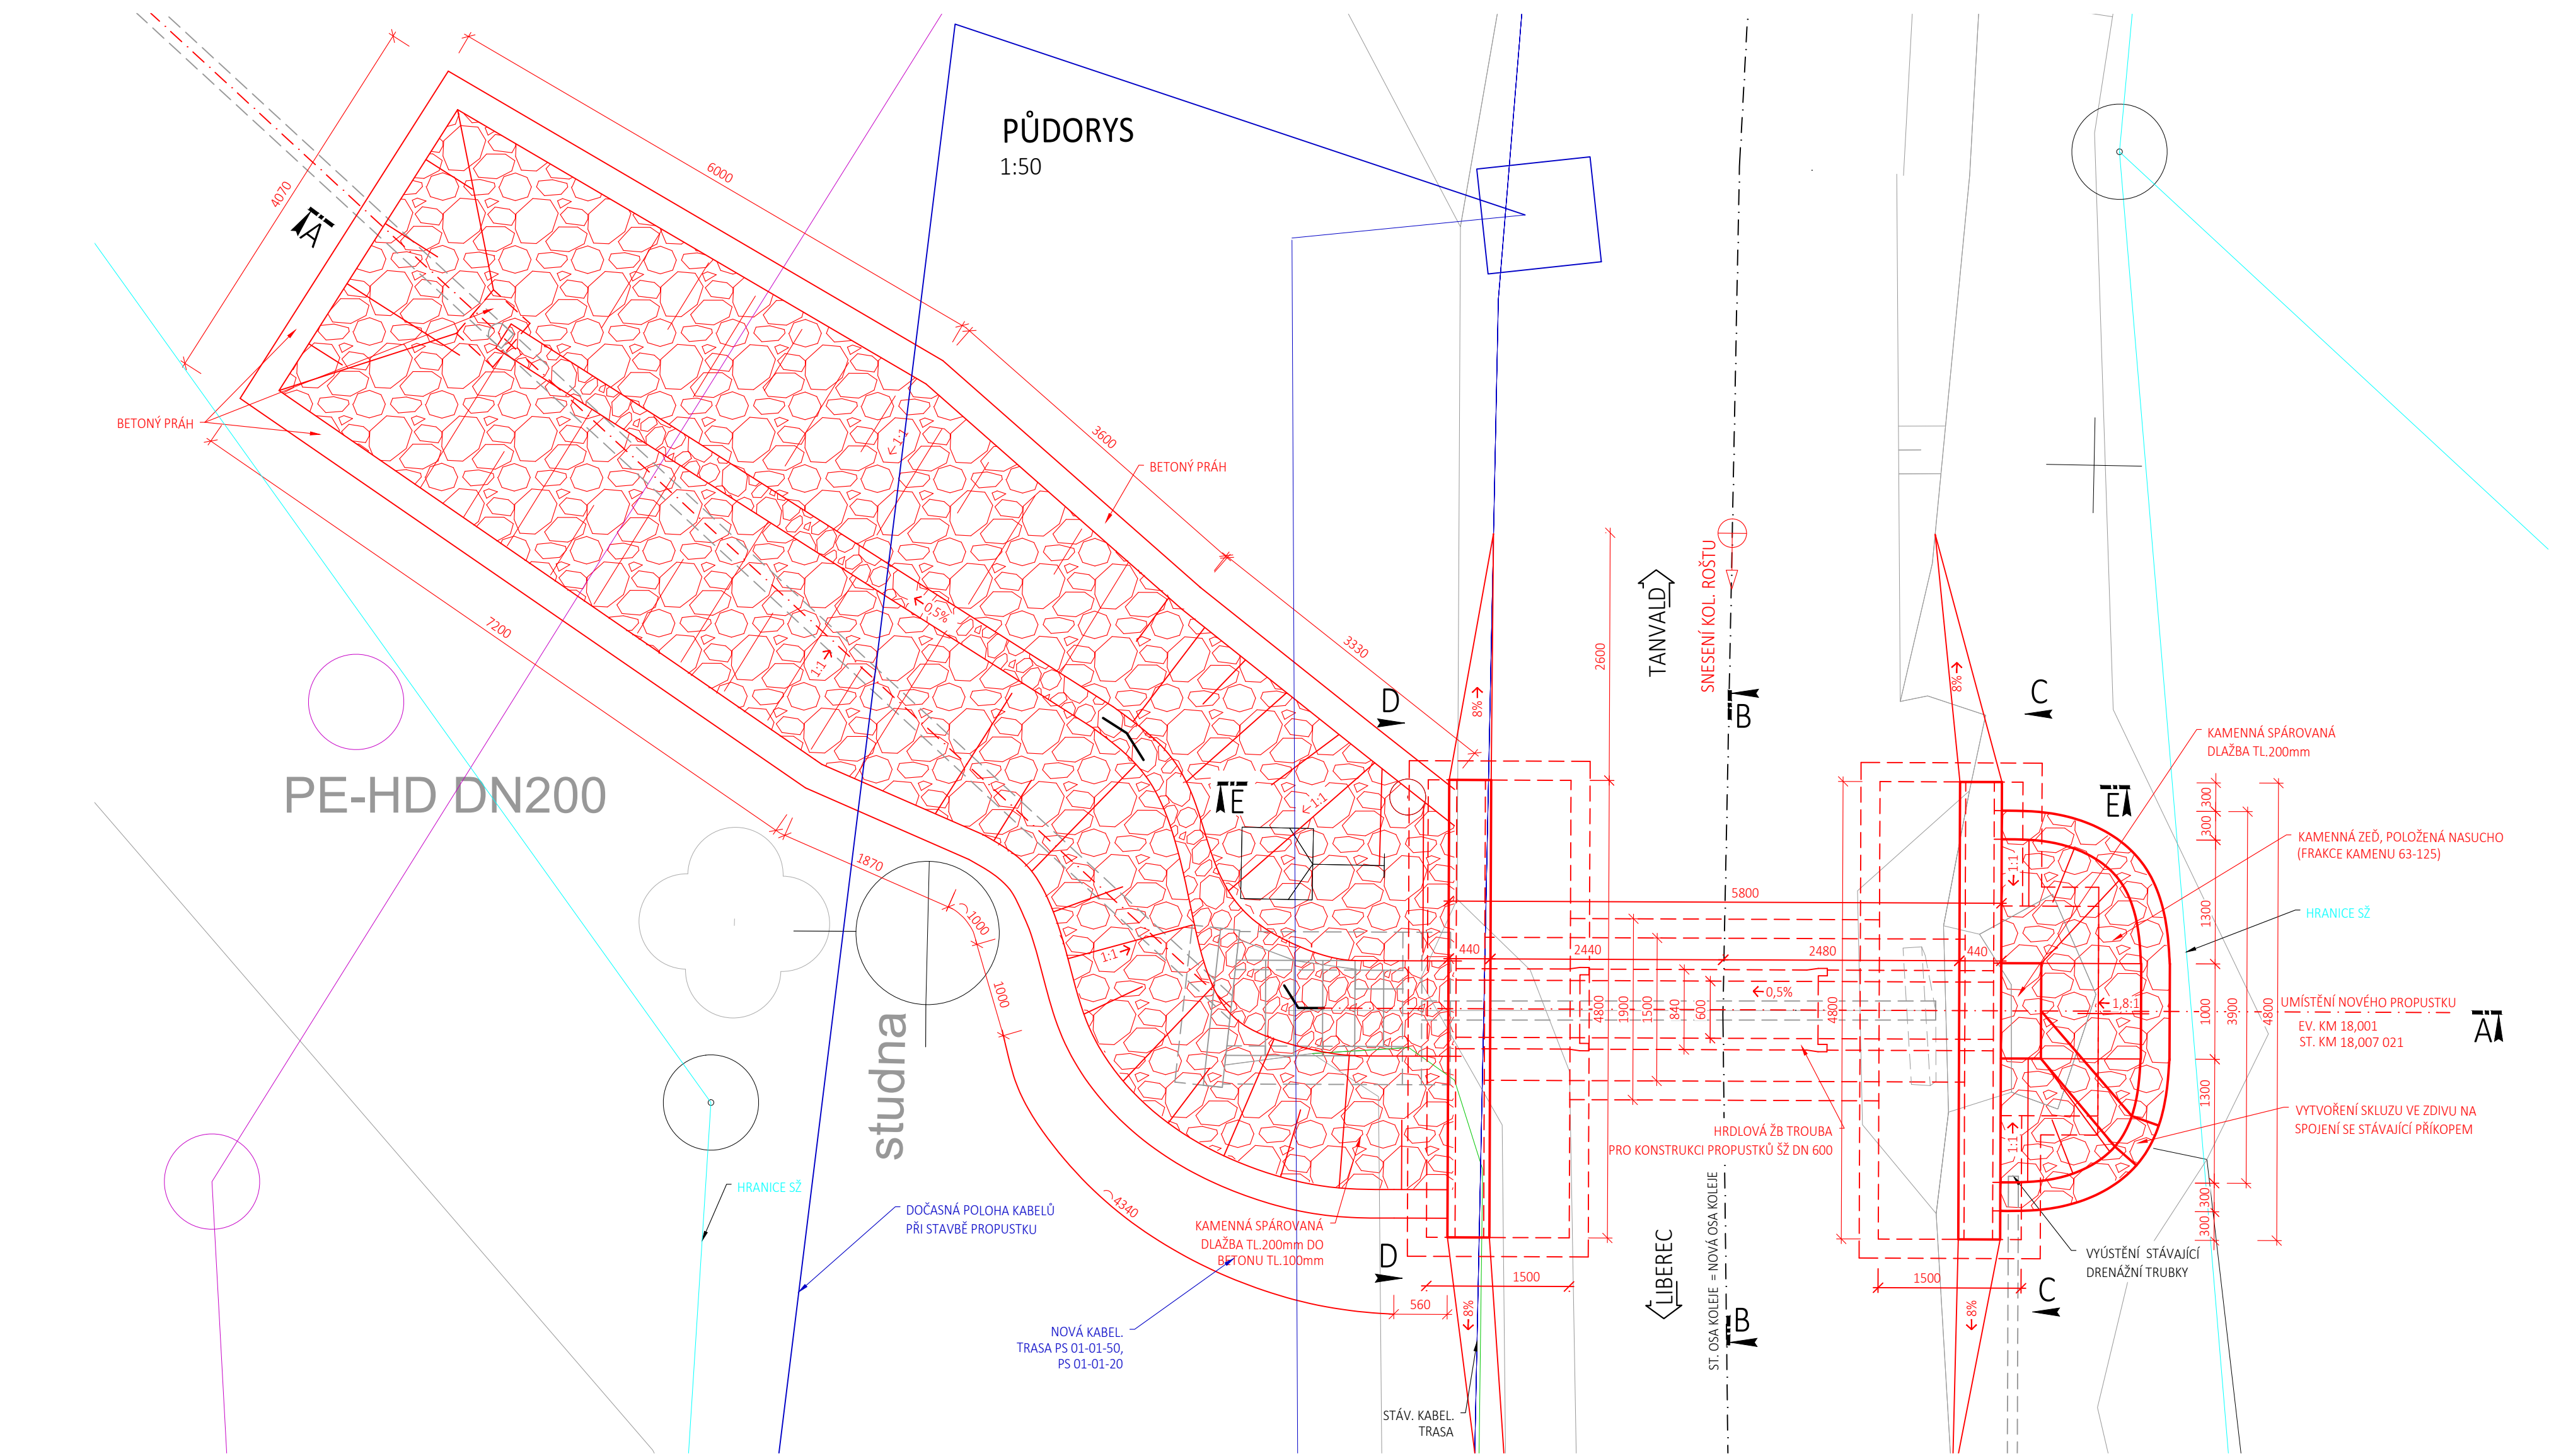 PŮDORYS
1:50
4070
A
6000
3600
BETONÝ PRÁH
BETONÝ PRÁH
1:1
3330
7200
0,5%
1:1
PE-HD DN200
studna
1870
1000
1000
1:1
1:1
4340
560
E
D
D
8%
8%
2600
TANVALD
SNESENÍ KOL. ROŠTU
B
8%
C
KAMENNÁ SPÁROVANÁ
DLAŽBA TL.200mm
E
KAMENNÁ ZEĎ, POLOŽENÁ NASUCHO
(FRAKCE KAMENU 63-125)
HRANICE SŽ
300
300
1300
1000
1300
300
300
3900
4800
1:1
1,8:1
1:1
5800
440
2440
2480
440
4800
1900
1500
840
600
0,5%
4800
UMÍSTĚNÍ NOVÉHO PROPUSTKU
EV. KM 18,001
ST. KM 18,007 021
A
VYTVOŘENÍ SKLUZU VE ZDIVU NA
SPOJENÍ SE STÁVAJÍCÍ PŘÍKOPEM
HRDLOVÁ ŽB TROUBA
PRO KONSTRUKCI PROPUSTKŮ ŠŽ DN 600
HRANICE SŽ
DOČASNÁ POLOHA KABELŮ
PŘI STAVBĚ PROPUSTKU
KAMENNÁ SPÁROVANÁ
DLAŽBA TL.200mm DO
BETONU TL.100mm
NOVÁ KABEL.
TRASA PS 01-01-50,
PS 01-01-20
1500
LIBEREC
ST. OSA KOLEJE = NOVÁ OSA KOLEJE
B
1500
8%
C
VYÚSTĚNÍ STÁVAJÍCÍ
DRENÁŽNÍ TRUBKY
STÁV. KABEL.
TRASA